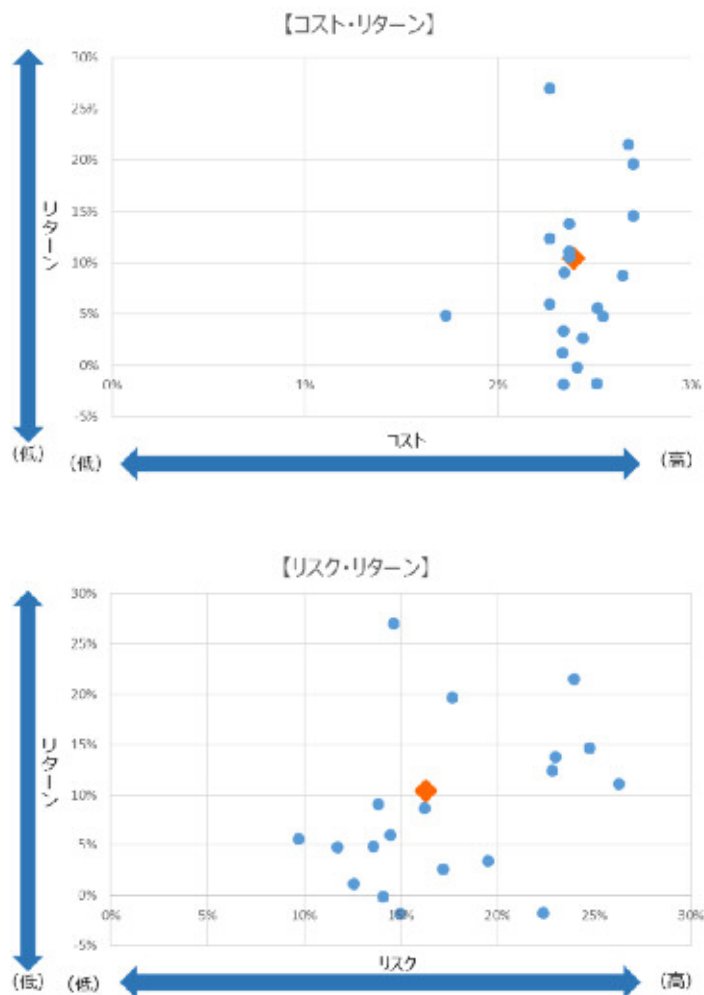 【コスト・リターン】
30%
25%
20%
15%
10%
5%
0%
-5%
リターン
0%
1%
2%
3%
コスト
(低)
(低)
(高)
【リスク・リターン】
30%
25%
20%
15%
10%
5%
0%
-5%
リターン
0%
5%
10%
15%
20%
25%
30%
リスク
(低)
(低)
(高)